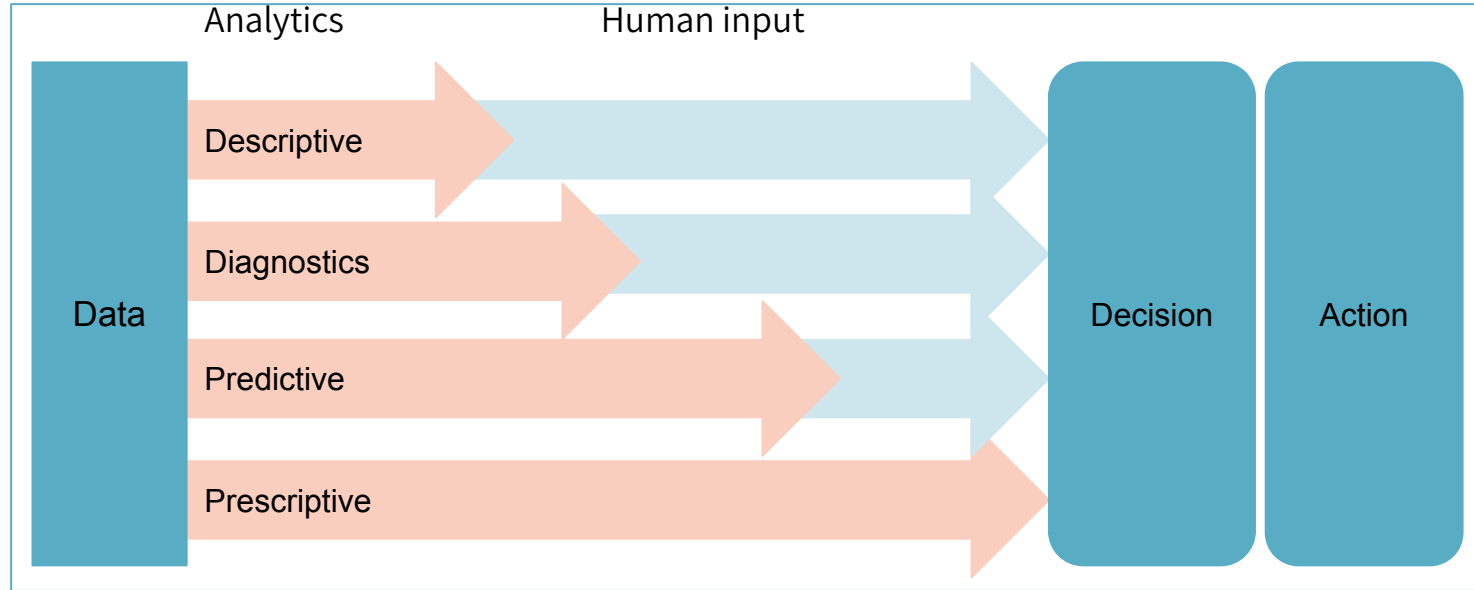 Analytics
Human input
Descriptive
Diagnostics
Predictive
Prescriptive
Data
Decision
Action